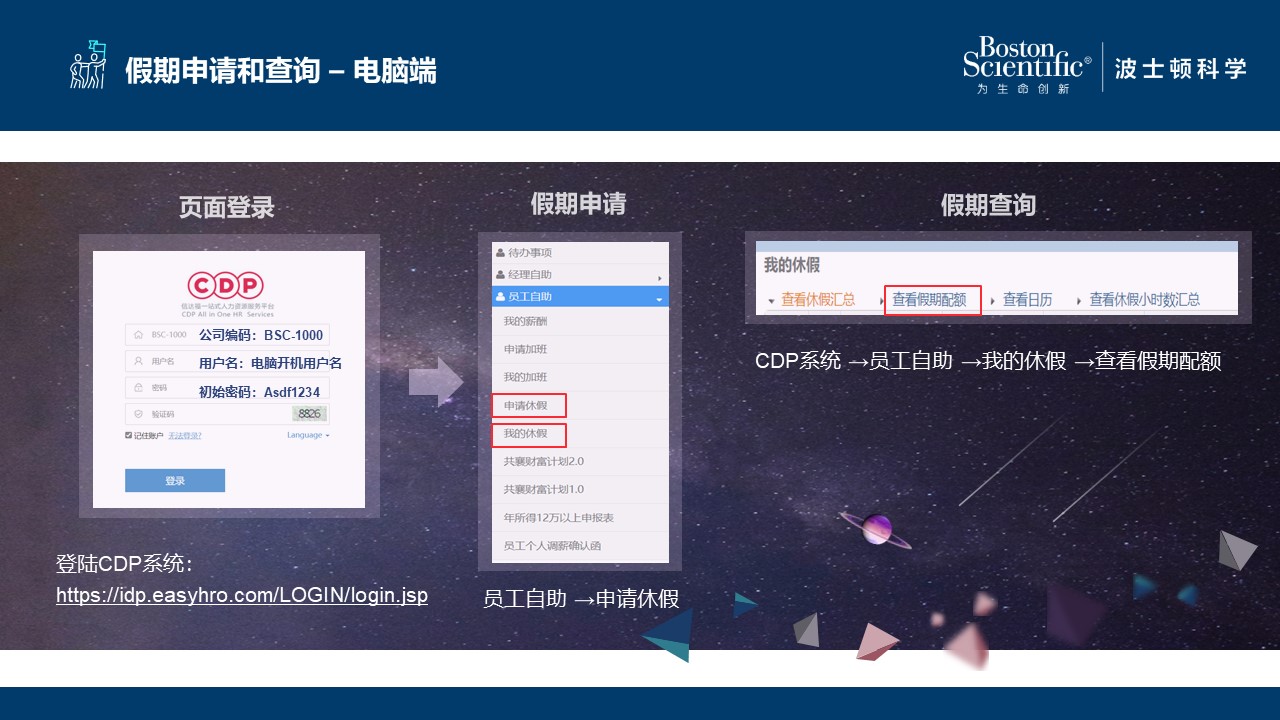 假期申请和查询 – 电脑端
Boston
Scientific®
为生命创新
波士顿科学
页面登录
CDP
信达易一站式人力资源服务平台
CDP All in One HR Services
BSC-1000 公司编码：BSC-1000
用户名 用户名：电脑开机用户名
密码 初始密码：Asdf1234
验证码 8826
记住账户 无法登录? Language
登录
登陆CDP系统：
https://idp.easyhro.com/LOGIN/login.jsp
假期申请
待办事项
经理自助
员工自助
我的薪酬
申请加班
我的加班
申请休假
我的休假
共襄财富计划2.0
共襄财富计划1.0
年所得12万以上申报表
员工个人调薪确认函
员工自助 →申请休假
假期查询
我的休假
查看休假汇总 查看假期配额 查看日历 查看休假小时数汇总
CDP系统 →员工自助 →我的休假 →查看假期配额